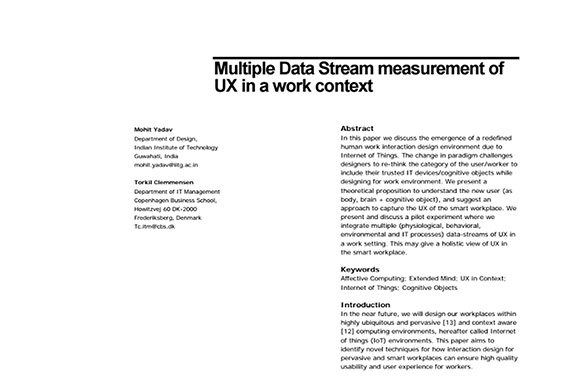 Multiple Data Stream measurement of
UX in a work context
Mohit Yadav
Department of Design,
Indian Institute of Technology
Guwahati, India
mohit.yadav@iitg.ac.in
Torkil Clemmensen
Department of IT Management
Copenhagen Business School,
Howitzvej 60 DK-2000
Frederiksberg, Denmark
Tc.itm@cbs.dk
Abstract
In this paper we discuss the emergence of a redefined
human work interaction design environment due to
Internet of Things. The change in paradigm challenges
designers to re-think the category of the user/worker to
include their trusted IT devices/cognitive objects while
designing for work environment. We present a
theoretical proposition to understand the new user (as
body, brain + cognitive object), and suggest an
approach to capture the UX of the smart workplace. We
present and discuss a pilot experiment where we
integrate multiple (physiological, behavioral,
environmental and IT processes) data-streams of UX in
a work setting. This may give a holistic view of UX in
the smart workplace.
Keywords
Affective Computing; Extended Mind; UX in Context;
Internet of Things; Cognitive Objects
Introduction
In the near future, we will design our workplaces within
highly ubiquitous and pervasive [13] and context aware
[12] computing environments, hereafter called Internet
of things (IoT) environments. This paper aims to
identify novel techniques for how interaction design for
pervasive and smart workplaces can ensure high quality
usability and user experience for workers.